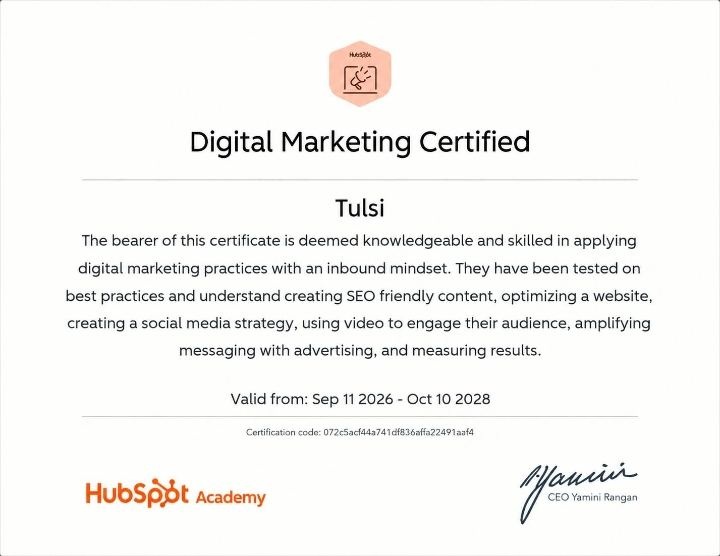 HubSpot
Digital Marketing Certified
Tulsi
The bearer of this certificate is deemed knowledgeable and skilled in applying
digital marketing practices with an inbound mindset. They have been tested on
best practices and understand creating SEO friendly content, optimizing a website,
creating a social media strategy, using video to engage their audience, amplifying
messaging with advertising, and measuring results.
Valid from: Sep 11 2026 - Oct 10 2028
Certification code: 072c5acf44a741df836affa22491aaf4
HubSpot Academy
Yamini
CEO Yamini Rangan